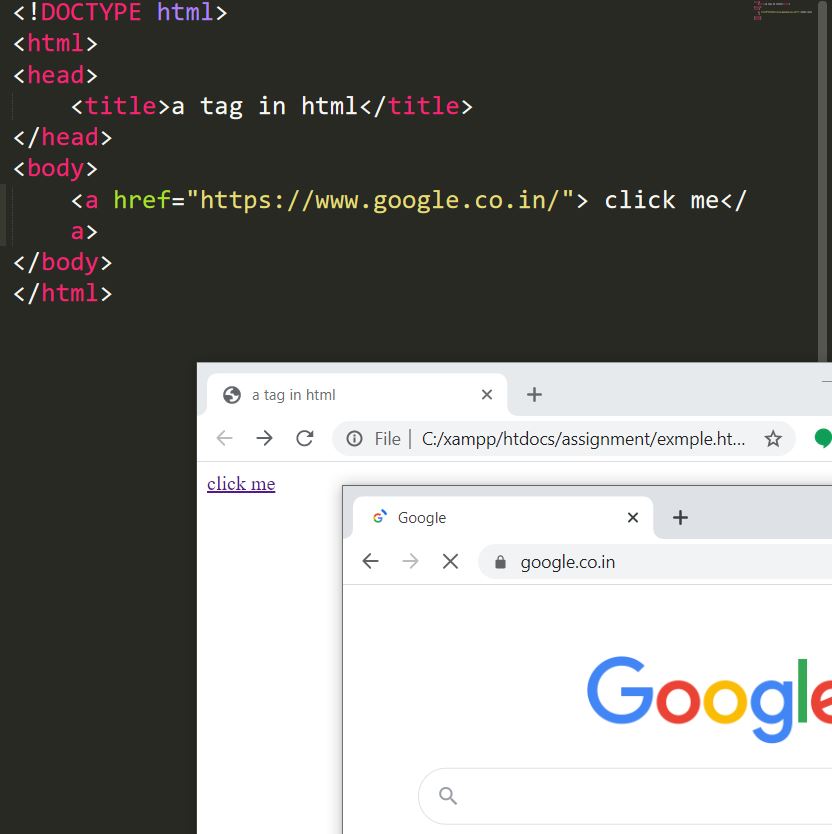 <!DOCTYPE html>
<html>
<head>
    <title>a tag in html</title>
</head>
<body>
    <a href="https://www.google.co.in/"> click me</
    a>
</body>
</html>
a tag in html
File | C:/xampp/htdocs/assignment/exmple.ht...
click me
Google
google.co.in
Google